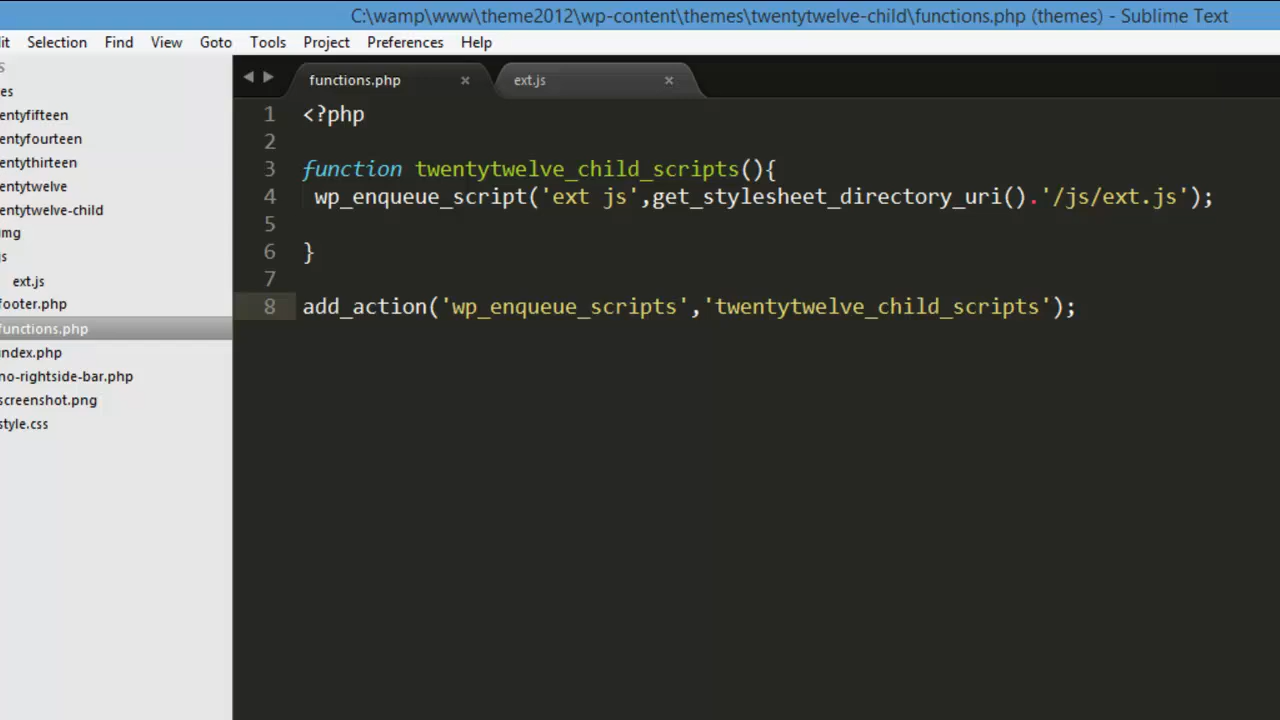 C:\wamp\www\theme2012\wp-content\themes\twentytwelve-child\functions.php (themes) - Sublime Text
it Selection Find View Goto Tools Project Preferences Help
functions.php × ext.js ×
S
es
entyfifteen
entyfourteen
entythirteen
entytwelve
entytwelve-child
mg
s
ext.js
footer.php
functions.php
index.php
no-rightside-bar.php
screenshot.png
style.css
1 <?php
2
3 function twentytwelve_child_scripts(){
4 wp_enqueue_script('ext js',get_stylesheet_directory_uri().'/js/ext.js');
5
6 }
7
8 add_action('wp_enqueue_scripts','twentytwelve_child_scripts');